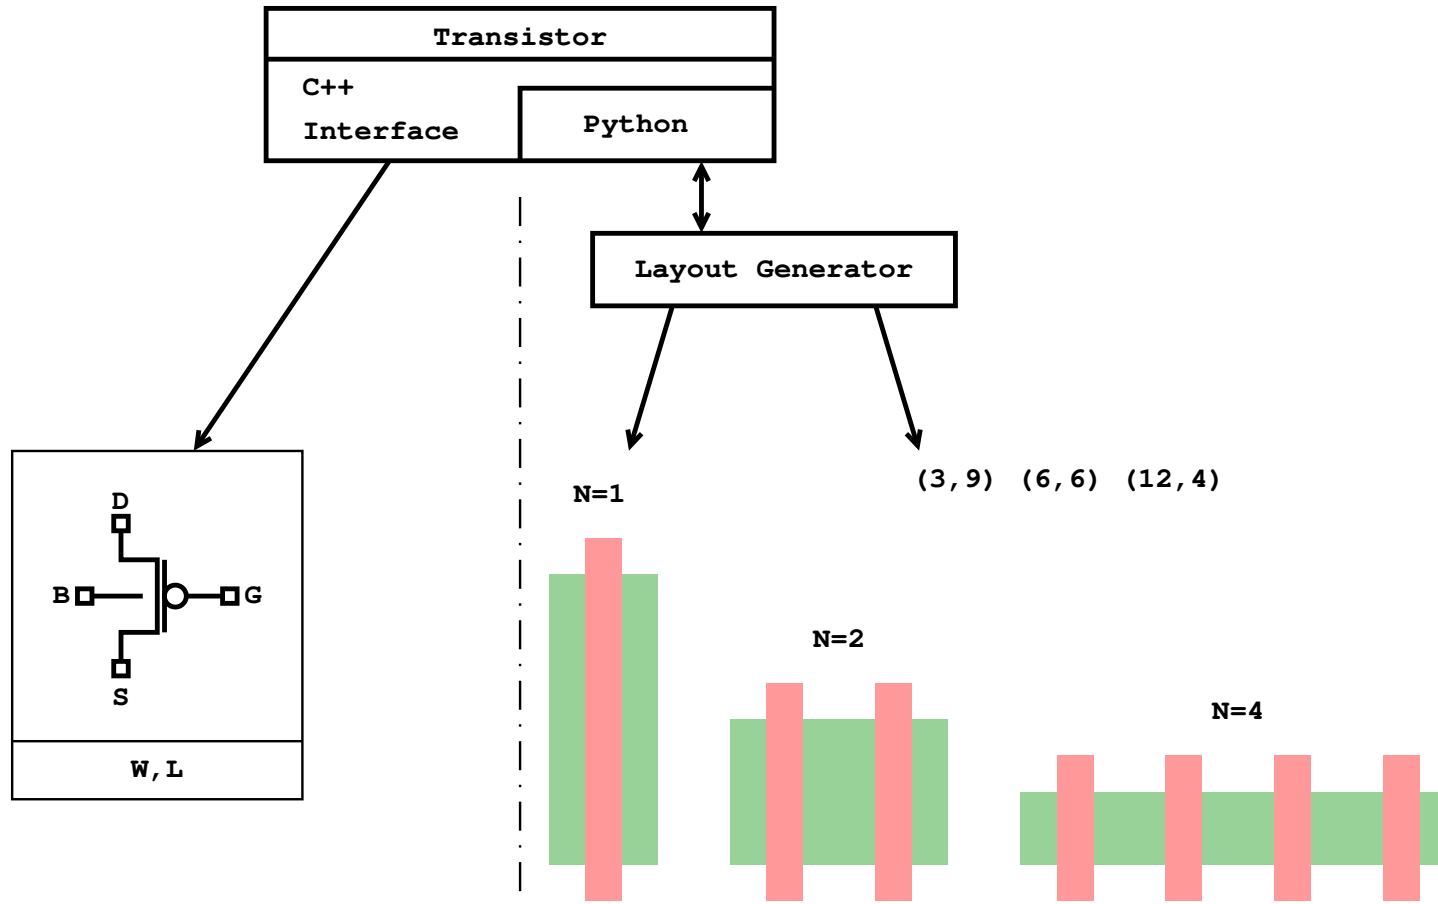 Transistor
C++
Interface
Python
Layout Generator
(3,9) (6,6) (12,4)
N=1
D
B
G
S
N=2
N=4
W,L